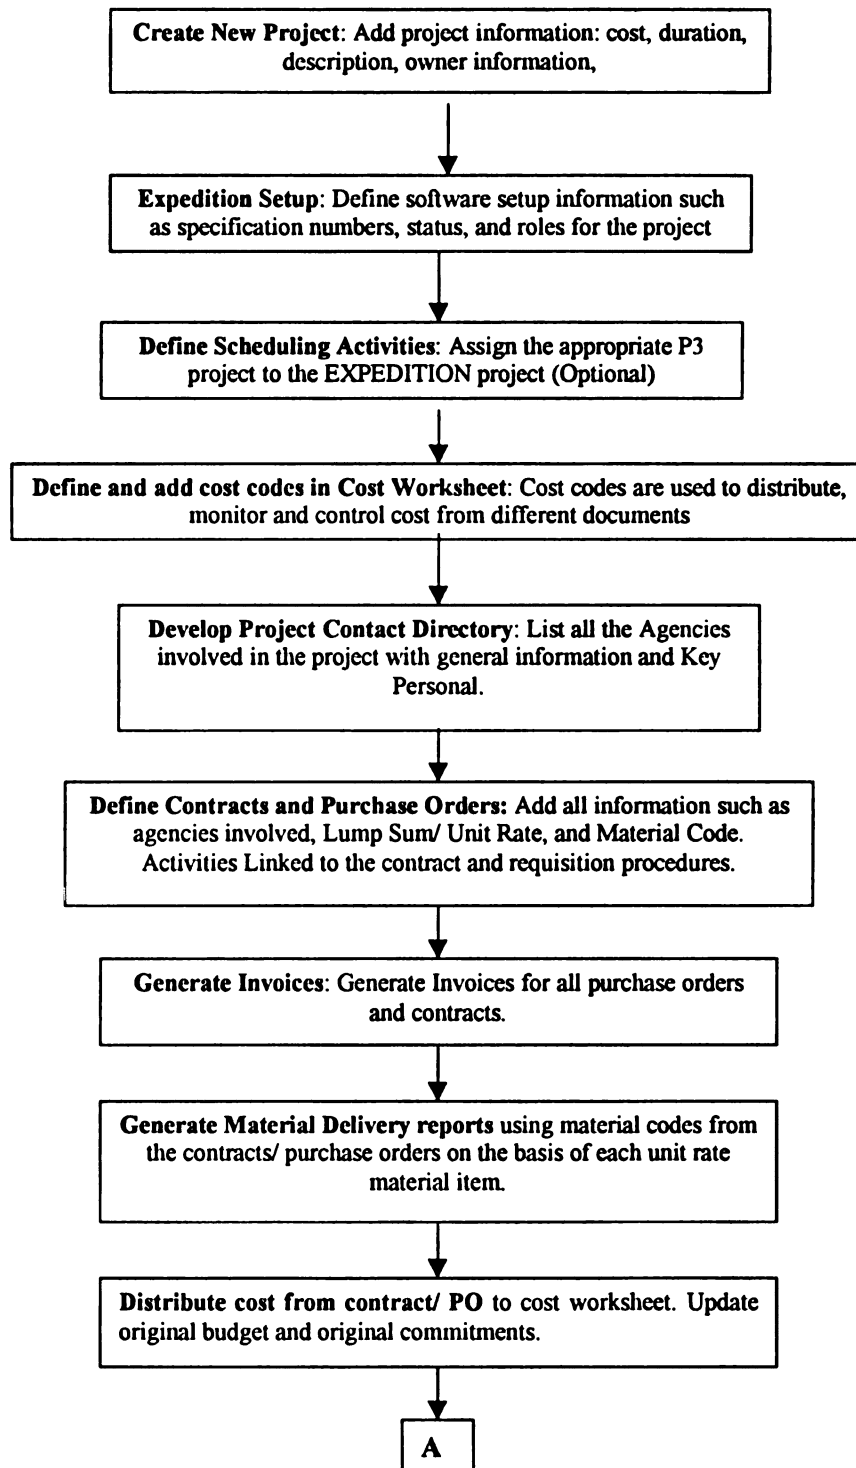 Create New Project: Add project information: cost, duration,
description, owner information,
Expedition Setup: Define software setup information such
as specification numbers, status, and roles for the project
Define Scheduling Activities: Assign the appropriate P3
project to the EXPEDITION project (Optional)
Define and add cost codes in Cost Worksheet: Cost codes are used to distribute,
monitor and control cost from different documents
Develop Project Contact Directory: List all the Agencies
involved in the project with general information and Key
Personal.
Define Contracts and Purchase Orders: Add all information such as
agencies involved, Lump Sum/ Unit Rate, and Material Code.
Activities Linked to the contract and requisition procedures.
Generate Invoices: Generate Invoices for all purchase orders
and contracts.
Generate Material Delivery reports using material codes from
the contracts/ purchase orders on the basis of each unit rate
material item.
Distribute cost from contract/ PO to cost worksheet. Update
original budget and original commitments.
A